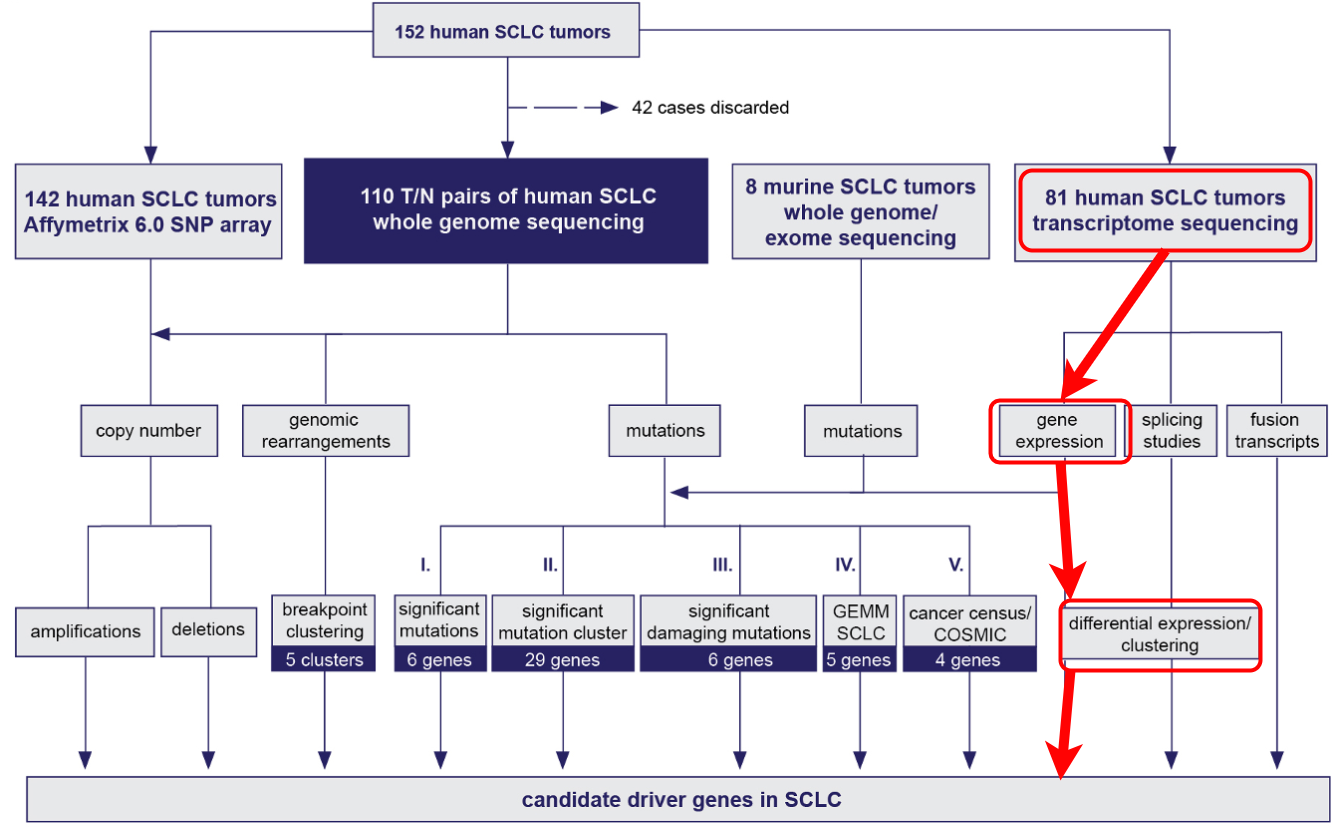 152 human SCLC tumors
42 cases discarded
142 human SCLC tumors
Affymetrix 6.0 SNP array
110 T/N pairs of human SCLC
whole genome sequencing
8 murine SCLC tumors
whole genome/
exome sequencing
81 human SCLC tumors
transcriptome sequencing
copy number
genomic
rearrangements
mutations
mutations
gene
expression
splicing
studies
fusion
transcripts
I.
II.
III.
IV.
V.
amplifications
deletions
breakpoint
clustering
5 clusters
significant
mutations
6 genes
significant
mutation cluster
29 genes
significant
damaging mutations
6 genes
GEMM
SCLC
5 genes
cancer census/
COSMIC
4 genes
differential expression/
clustering
candidate driver genes in SCLC